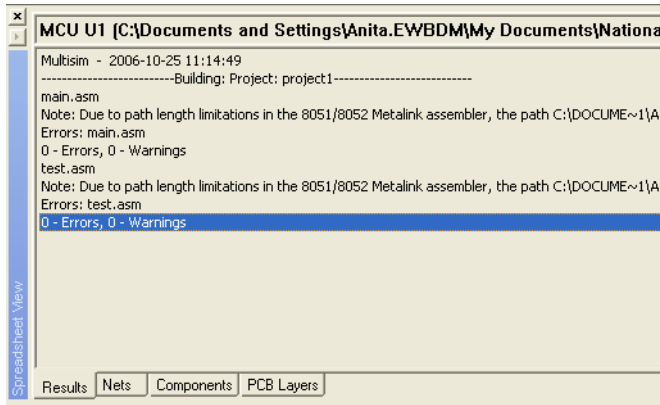 MCU U1 (C:\Documents and Settings\Anita.EWBDM\My Documents\Nationa
Multisim - 2006-10-25 11:14:49
--------------------------Building: Project: project1---------------------------
main.asm
Note: Due to path length limitations in the 8051/8052 Metalink assembler, the path C:\DOCUME~1\A
Errors: main.asm
0 - Errors, 0 - Warnings
test.asm
Note: Due to path length limitations in the 8051/8052 Metalink assembler, the path C:\DOCUME~1\A
Errors: test.asm
0 - Errors, 0 - Warnings
Spreadsheet View
Results Nets Components PCB Layers